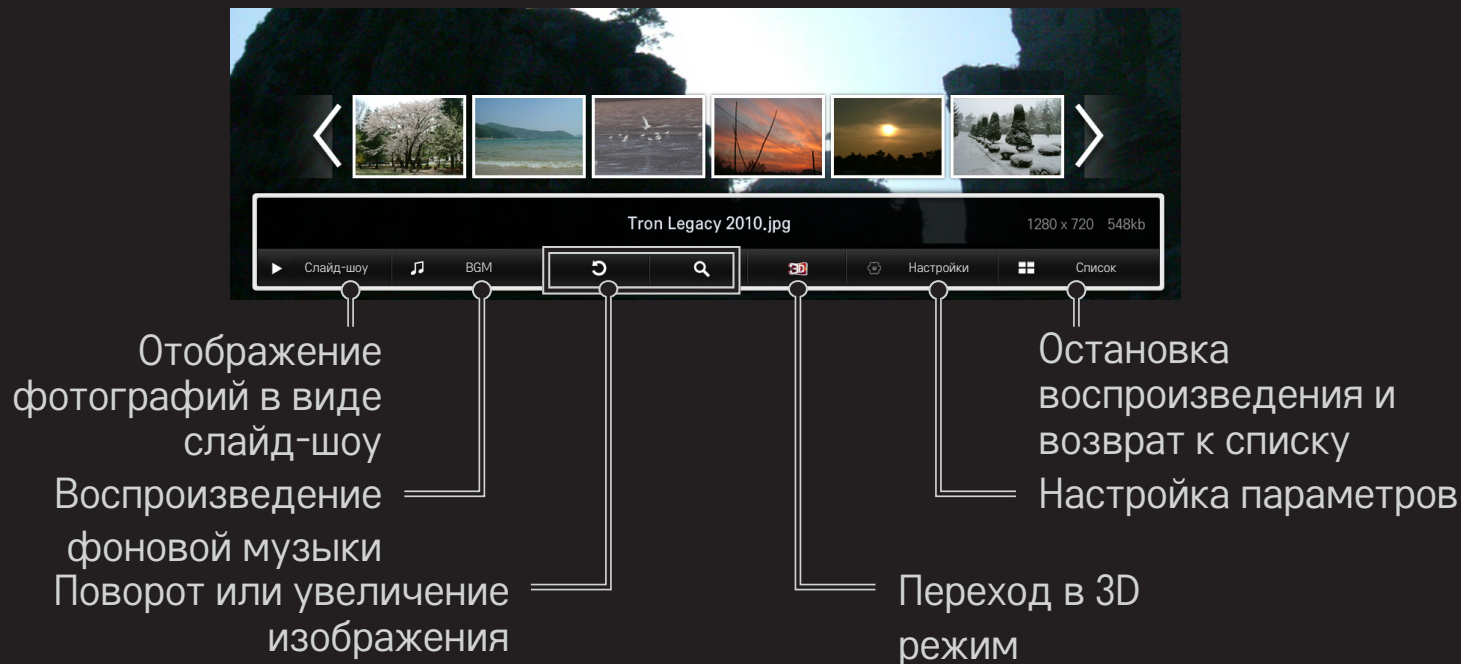 Tron Legacy 2010.jpg
1280 x 720 548kb
Слайд-шоу
BGM
3D
Настройки
Список
Отображение
фотографий в виде
слайд-шоу
Воспроизведение
фоновой музыки
Поворот или увеличение
изображения
Остановка
воспроизведения и
возврат к списку
Настройка параметров
Переход в 3D
режим